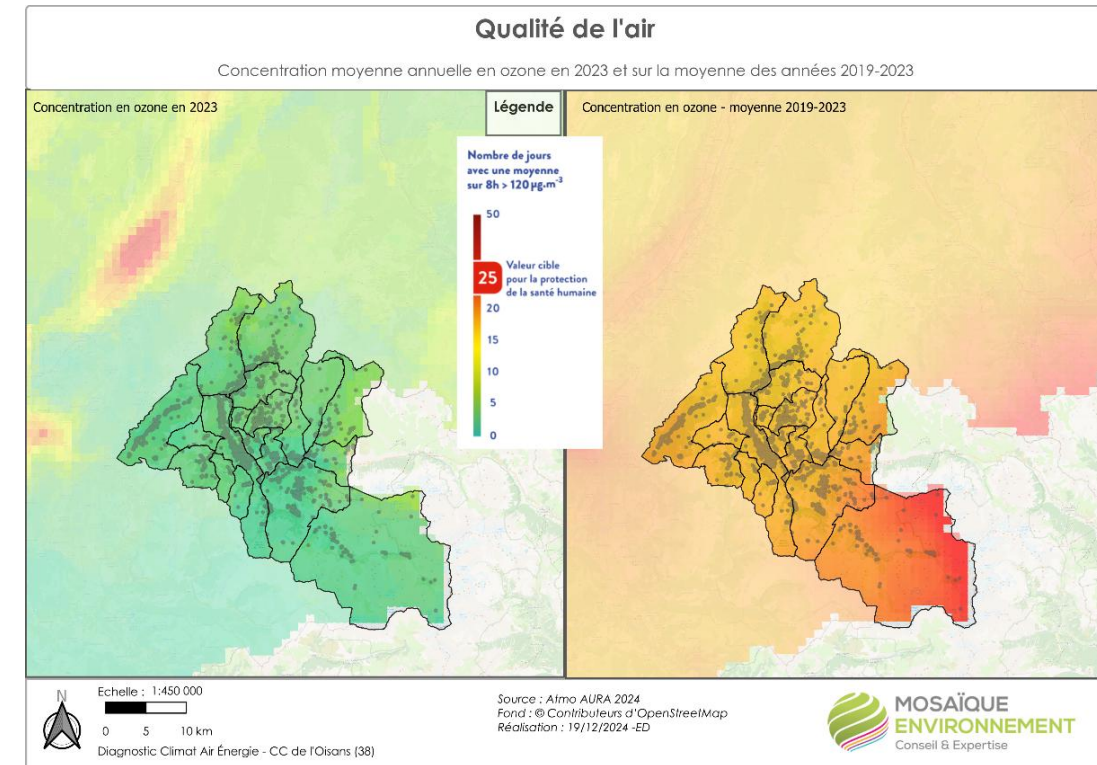 Qualité de l'air
Concentration moyenne annuelle en ozone en 2023 et sur la moyenne des années 2019-2023
Concentration en ozone en 2023
Légende
Concentration en ozone - moyenne 2019-2023
Nombre de jours
avec une moyenne
sur 8h > 120 µg.m⁻³
50
25
Valeur cible
pour la protection
de la santé humaine
20
15
10
5
0
N
Echelle : 1:450 000
0 5 10 km
Diagnostic Climat Air Énergie - CC de l'Oisans (38)
Source : Atmo AURA 2024
Fond : © Contributeurs d'OpenStreetMap
Réalisation : 19/12/2024 -ED
MOSAÏQUE
ENVIRONNEMENT
Conseil & Expertise